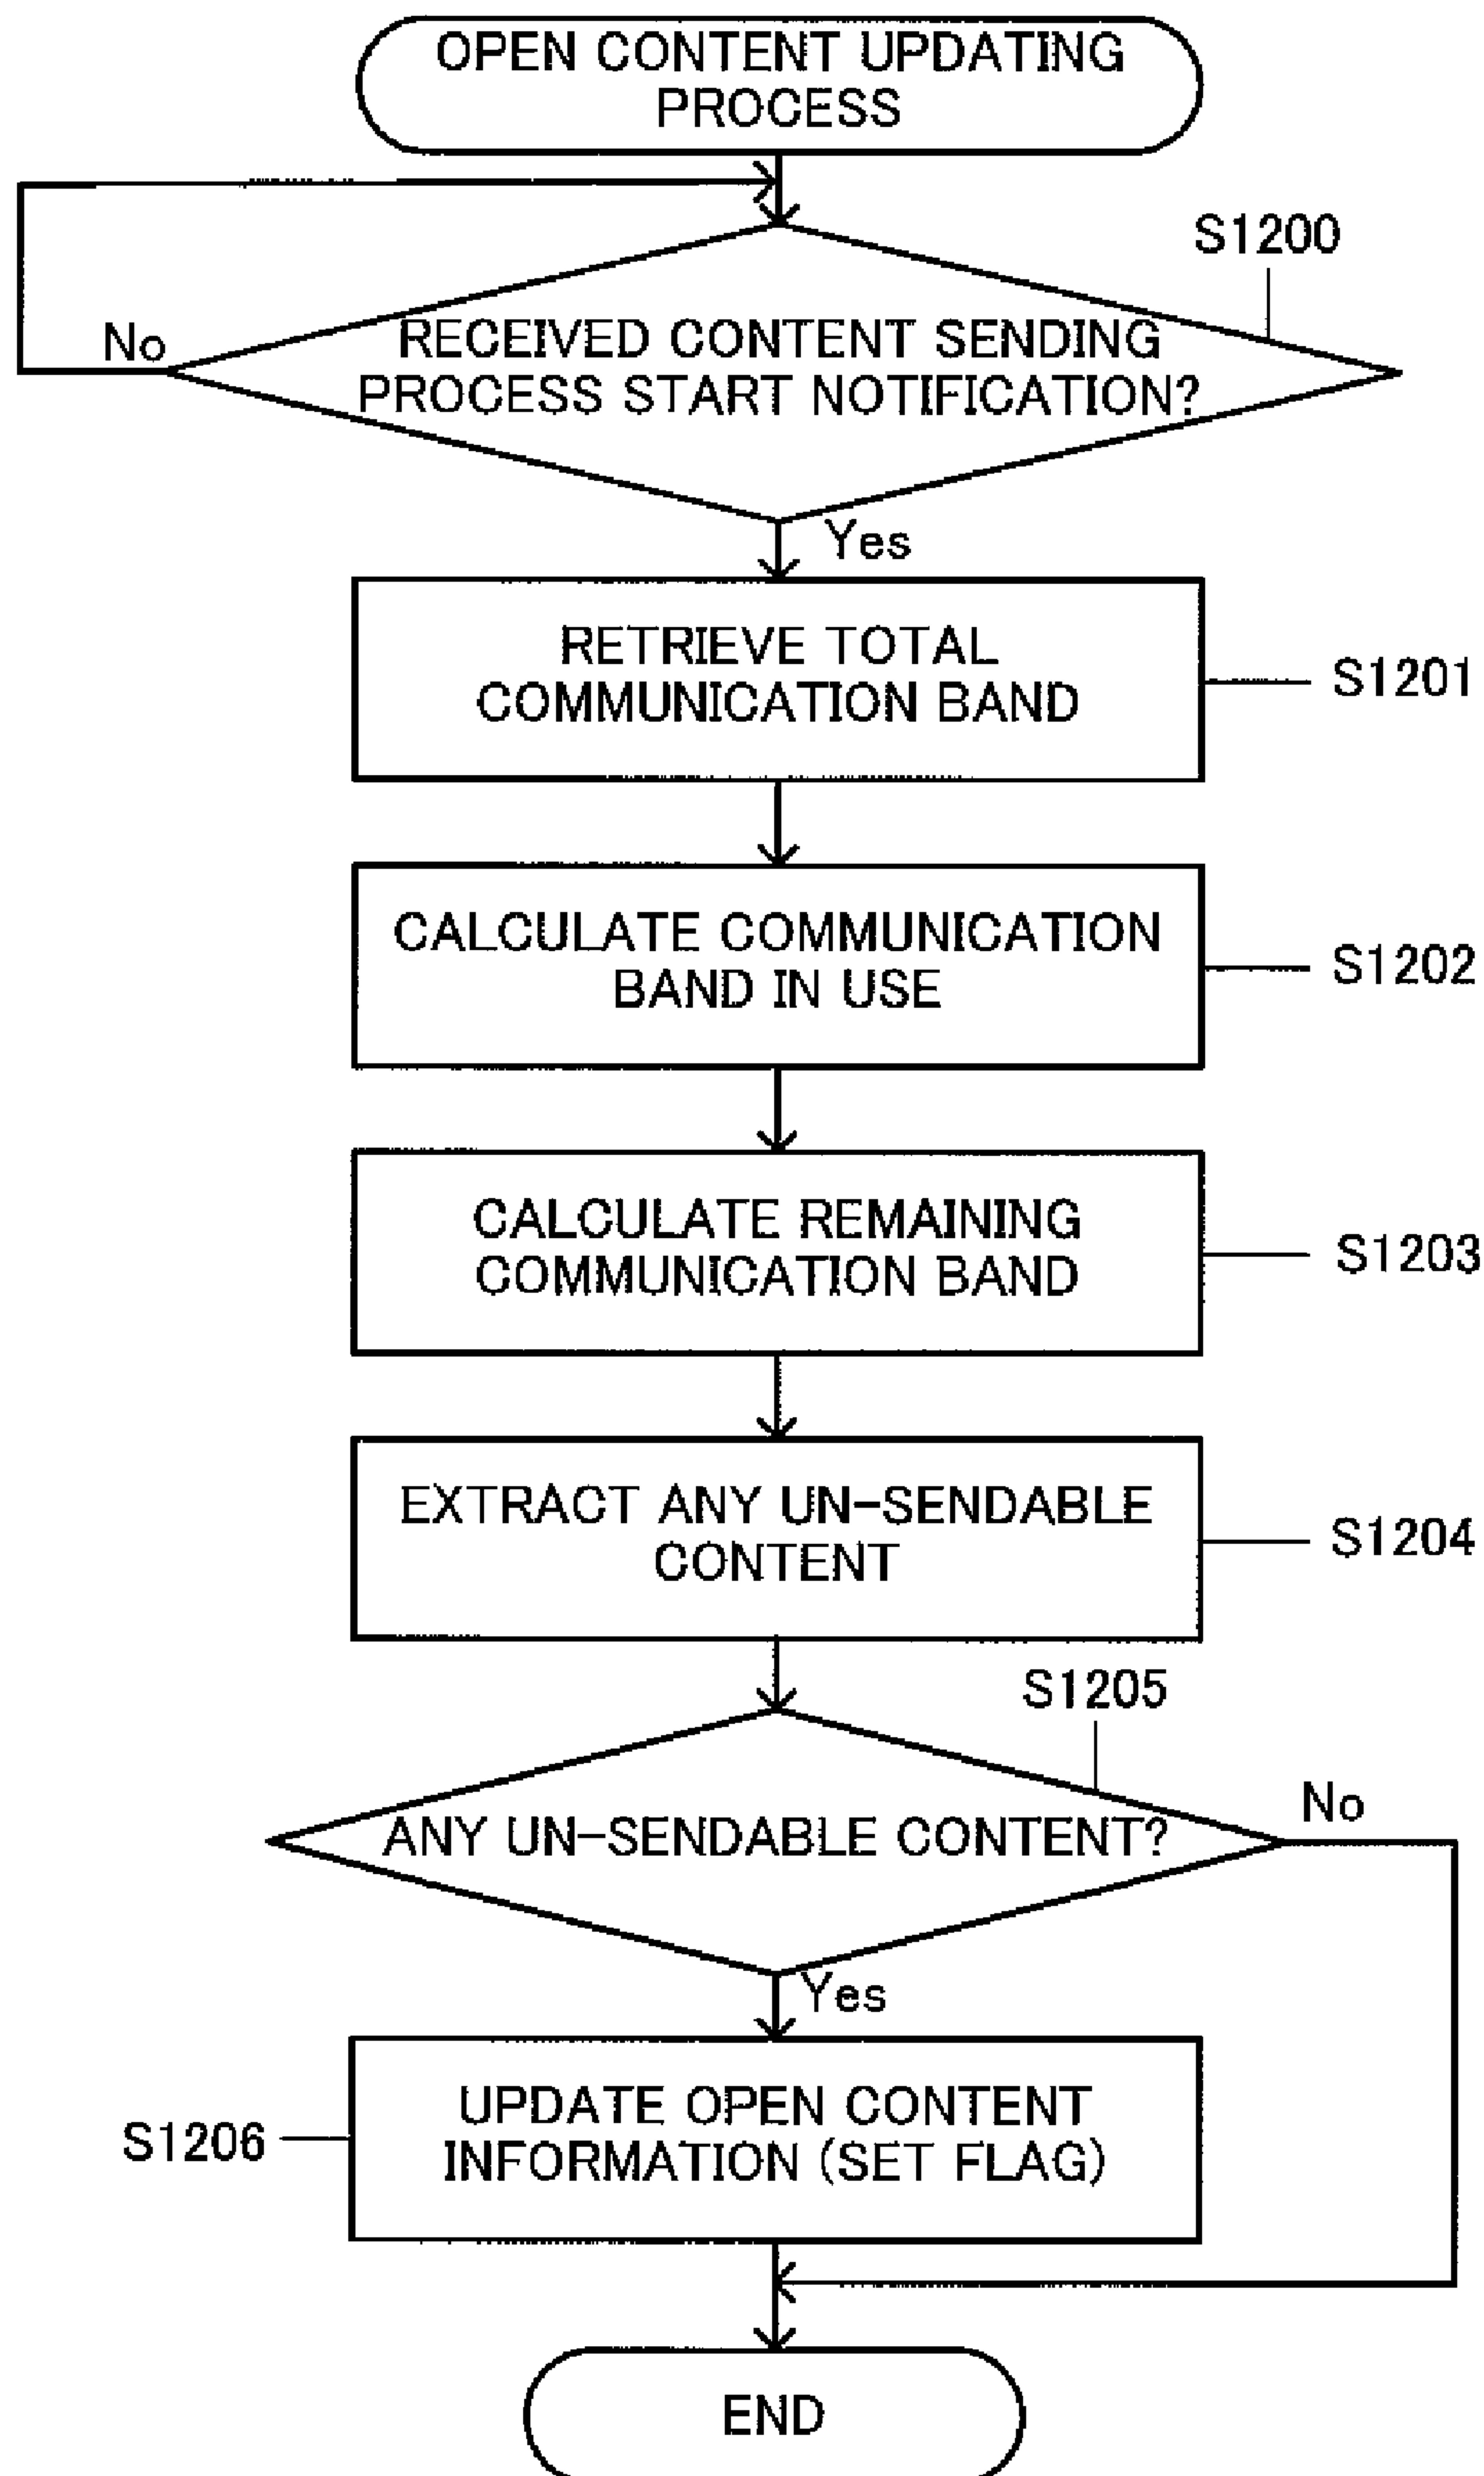 OPEN CONTENT UPDATING
PROCESS
S1200
No
RECEIVED CONTENT SENDING
PROCESS START NOTIFICATION?
Yes
RETRIEVE TOTAL
COMMUNICATION BAND
S1201
CALCULATE COMMUNICATION
BAND IN USE
S1202
CALCULATE REMAINING
COMMUNICATION BAND
S1203
EXTRACT ANY UN-SENDABLE
CONTENT
S1204
S1205
No
ANY UN-SENDABLE CONTENT?
Yes
UPDATE OPEN CONTENT
INFORMATION (SET FLAG)
S1206
END